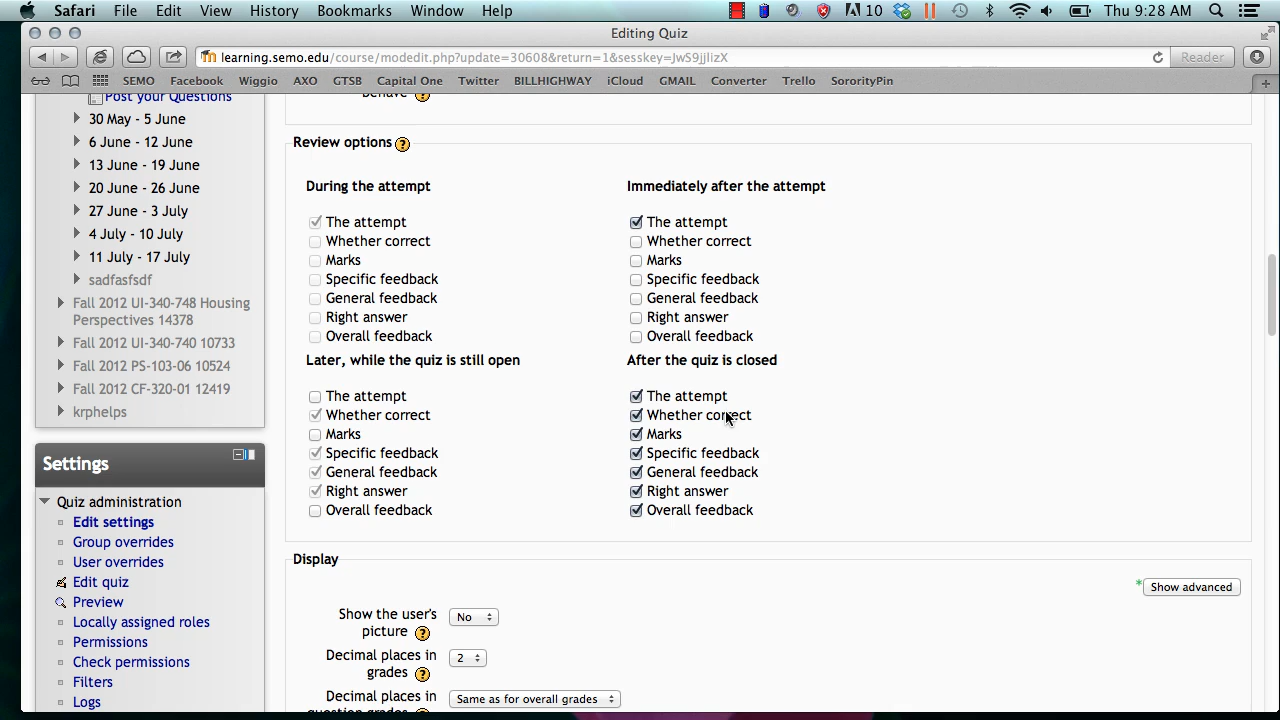 Safari File Edit View History Bookmarks Window Help 10 Thu 9:28 AM
Editing Quiz
learning.semo.edu/course/modedit.php?update=30608&return=1&sesskey=JwS9jjlizX Reader
SEMO Facebook Wiggio AXO GTSB Capital One Twitter BILLHIGHWAY iCloud GMAIL Converter Trello SororityPin
Post your Questions
30 May - 5 June
6 June - 12 June
13 June - 19 June
20 June - 26 June
27 June - 3 July
4 July - 10 July
11 July - 17 July
sadfasfsdf
Fall 2012 UI-340-748 Housing
Perspectives 14378
Fall 2012 UI-340-740 10733
Fall 2012 PS-103-06 10524
Fall 2012 CF-320-01 12419
krphelps
Settings
Quiz administration
Edit settings
Group overrides
User overrides
Edit quiz
Preview
Locally assigned roles
Permissions
Check permissions
Filters
Logs
Review options
During the attempt
The attempt
Whether correct
Marks
Specific feedback
General feedback
Right answer
Overall feedback
Immediately after the attempt
The attempt
Whether correct
Marks
Specific feedback
General feedback
Right answer
Overall feedback
Later, while the quiz is still open
The attempt
Whether correct
Marks
Specific feedback
General feedback
Right answer
Overall feedback
After the quiz is closed
The attempt
Whether correct
Marks
Specific feedback
General feedback
Right answer
Overall feedback
Display
* Show advanced
Show the user's
picture
No
Decimal places in
grades
2
Decimal places in
question grades
Same as for overall grades